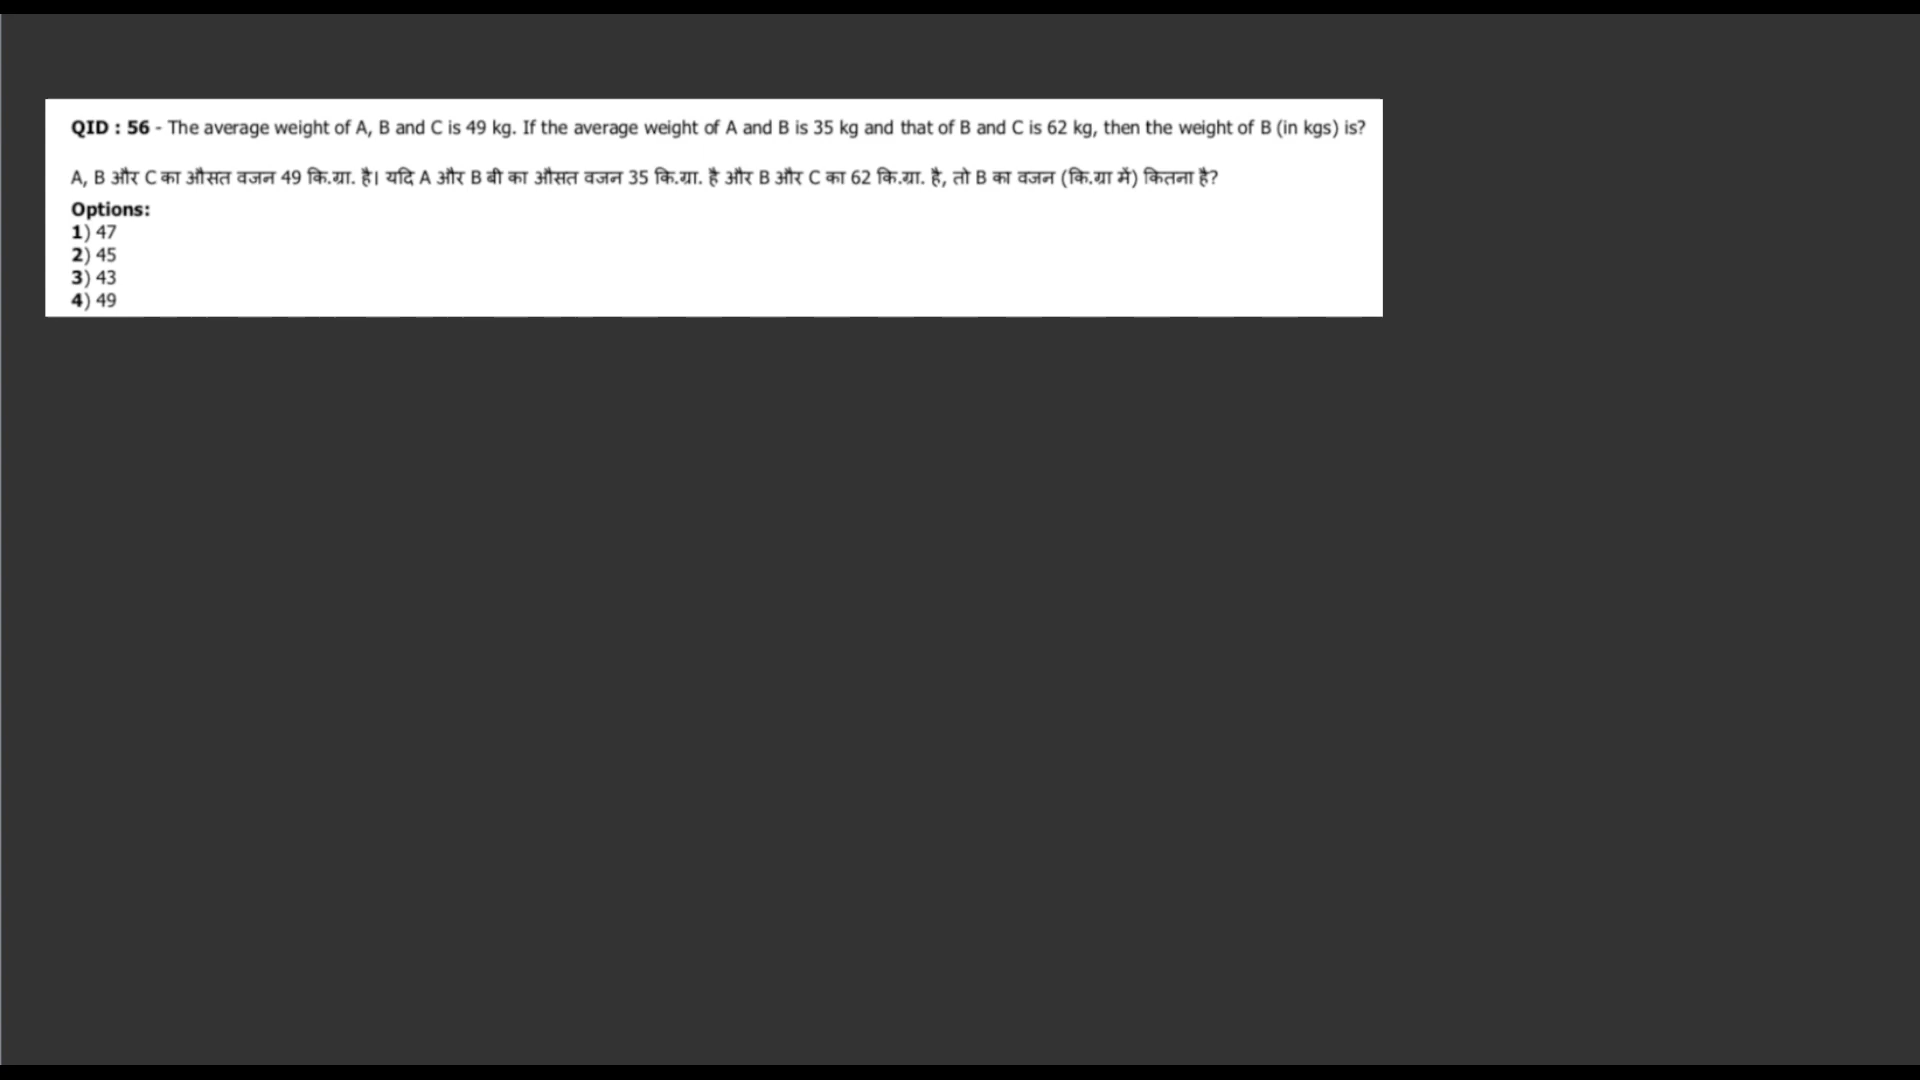 QID : 56 - The average weight of A, B and C is 49 kg. If the average weight of A and B is 35 kg and that of B and C is 62 kg, then the weight of B (in kgs) is?
A, B और C का औसत वजन 49 कि.ग्रा. है। यदि A और B बी का औसत वजन 35 कि.ग्रा. है और B और C का 62 कि.ग्रा. है, तो B का वजन (कि.ग्रा में) कितना है?
Options:
1) 47
2) 45
3) 43
4) 49